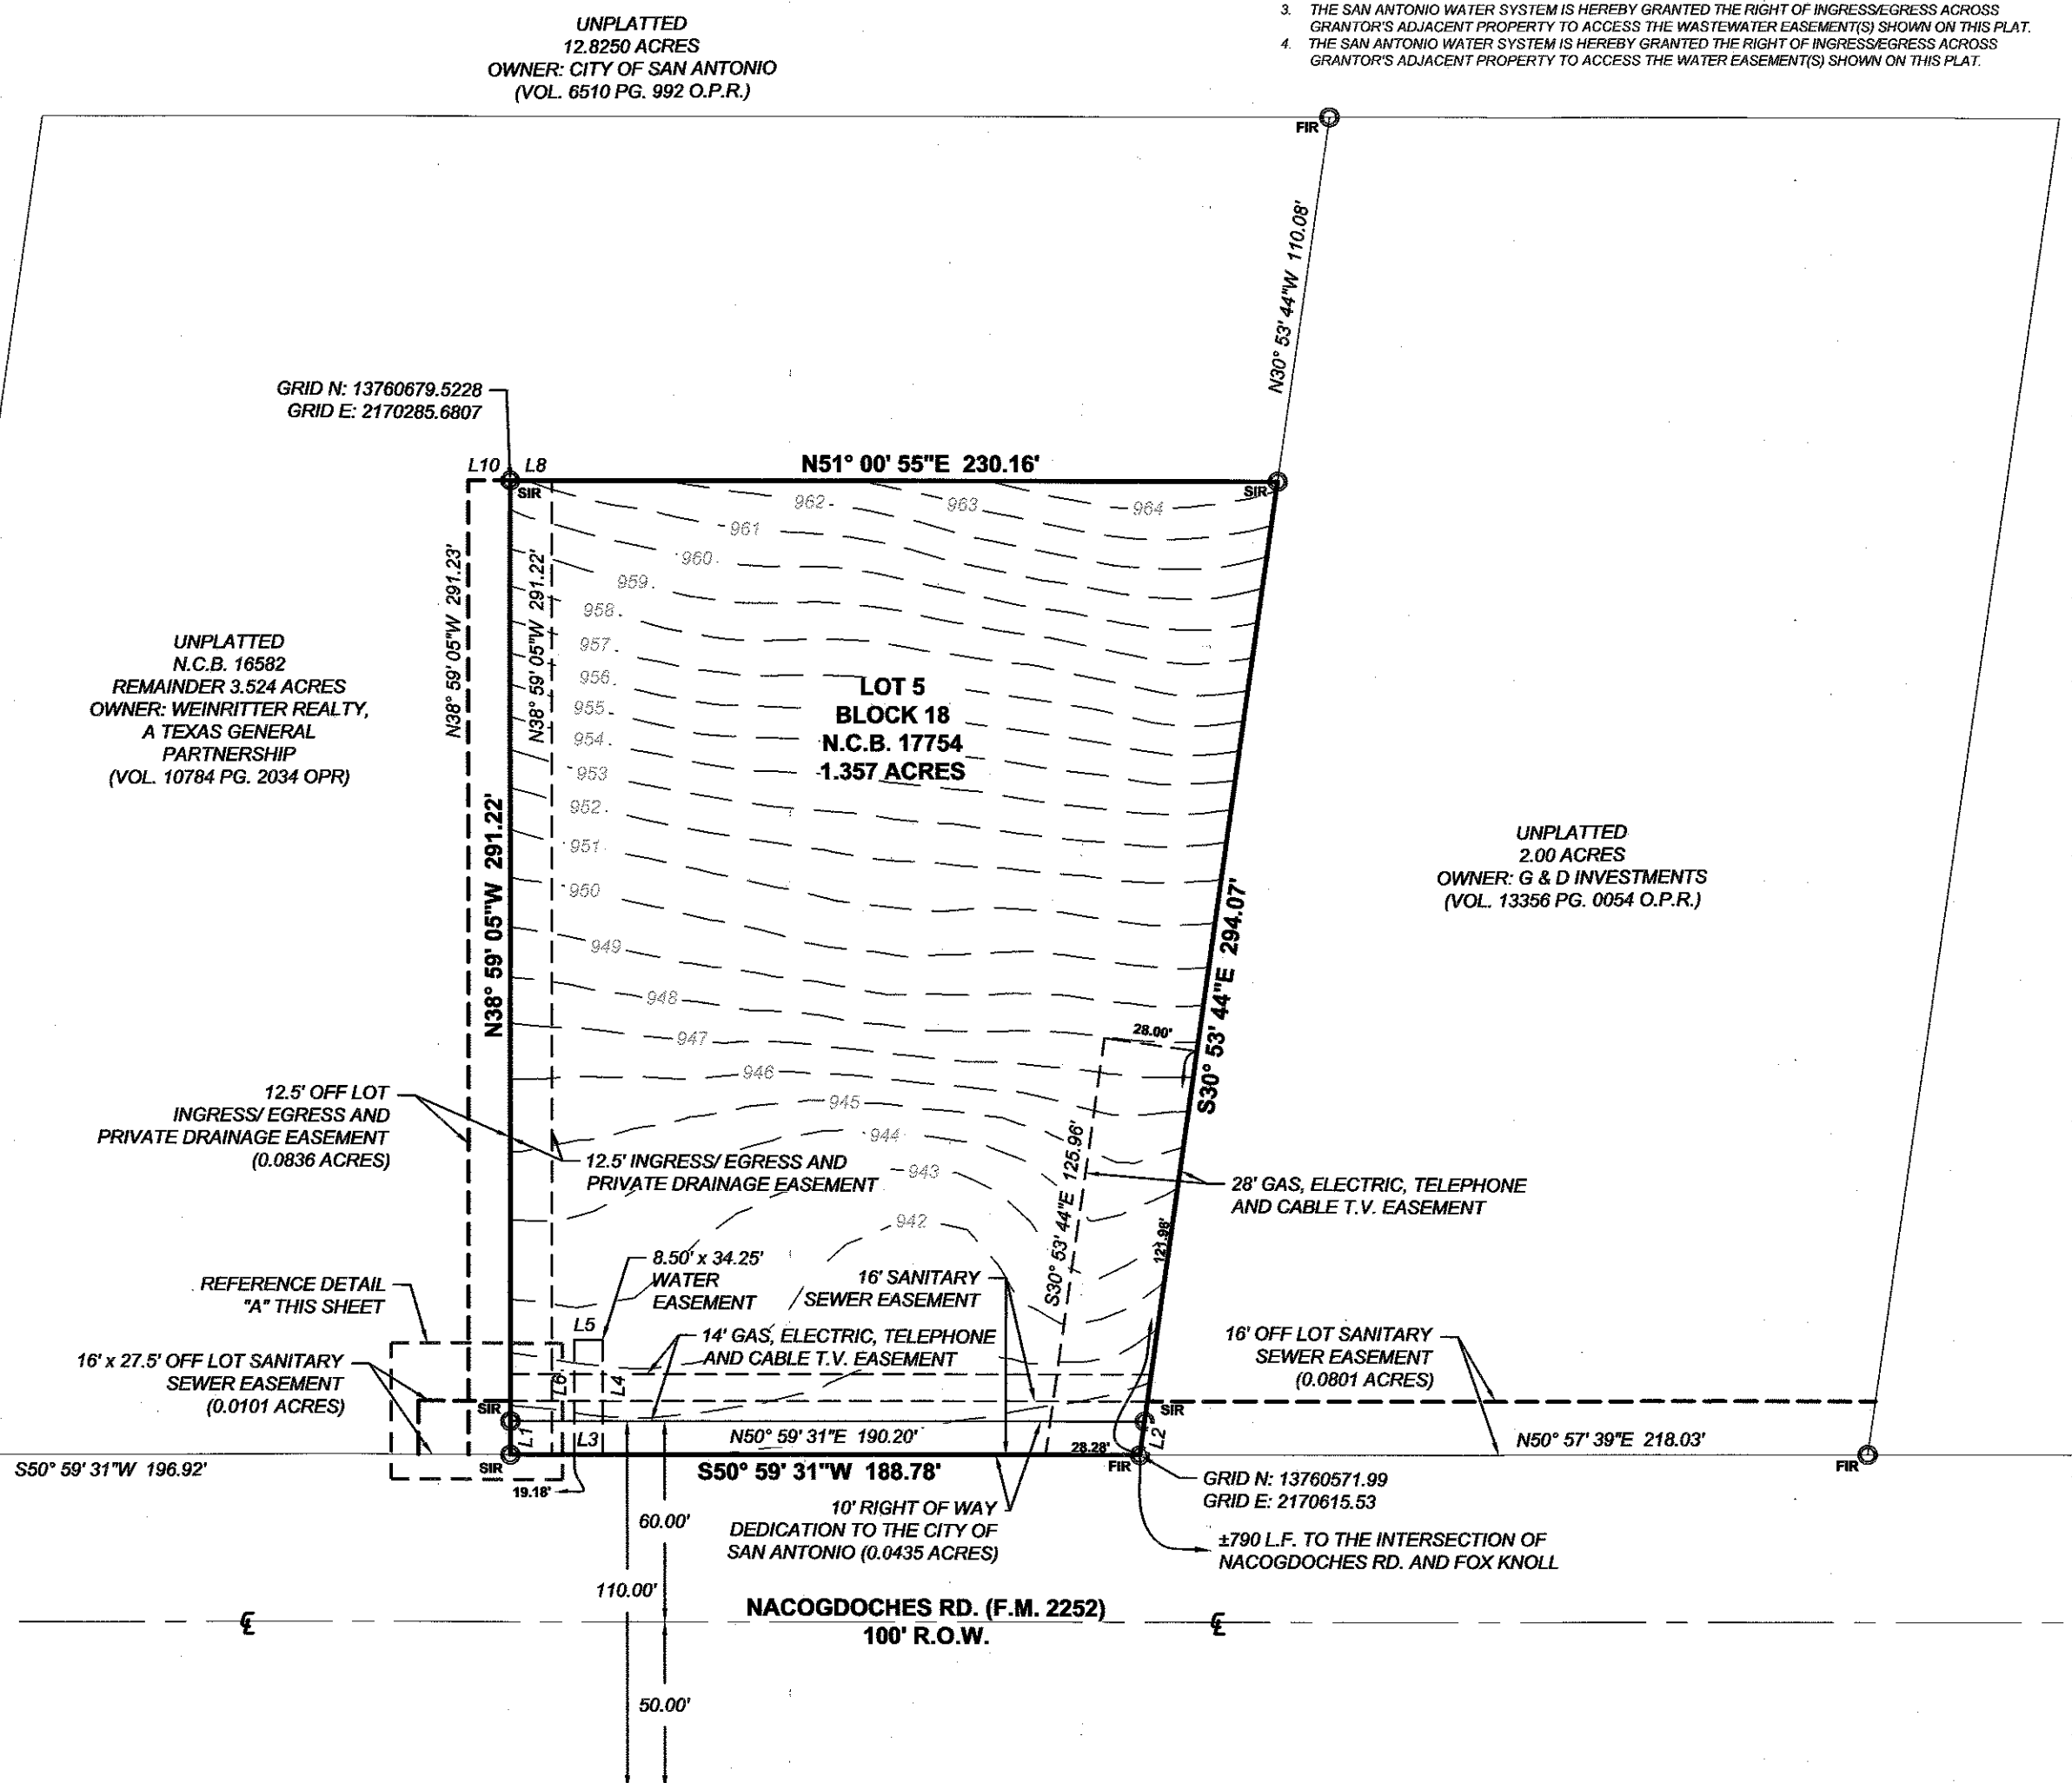 3. THE SAN ANTONIO WATER SYSTEM IS HEREBY GRANTED THE RIGHT OF INGRESS/EGRESS ACROSS
GRANTOR'S ADJACENT PROPERTY TO ACCESS THE WASTEWATER EASEMENT(S) SHOWN ON THIS PLAT.
4. THE SAN ANTONIO WATER SYSTEM IS HEREBY GRANTED THE RIGHT OF INGRESS/EGRESS ACROSS
GRANTOR'S ADJACENT PROPERTY TO ACCESS THE WATER EASEMENT(S) SHOWN ON THIS PLAT.
UNPLATTED
12.8250 ACRES
OWNER: CITY OF SAN ANTONIO
(VOL. 6510 PG. 992 O.P.R.)
FIR
N30° 53' 44"W 110.08'
GRID N: 13760679.5228
GRID E: 2170285.6807
L10 L8
N51° 00' 55"E 230.16'
SIR
SIR
962
963
964
961
960
959
958
957
956
955
954
953
952
951
950
949
948
947
946
945
944
943
942
N38° 59' 05"W 291.23'
N38° 59' 05"W 291.22'
N38° 59' 05"W 291.22'
UNPLATTED
N.C.B. 16582
REMAINDER 3.524 ACRES
OWNER: WEINRITTER REALTY,
A TEXAS GENERAL
PARTNERSHIP
(VOL. 10784 PG. 2034 OPR)
LOT 5
BLOCK 18
N.C.B. 17754
1.357 ACRES
UNPLATTED
2.00 ACRES
OWNER: G & D INVESTMENTS
(VOL. 13356 PG. 0054 O.P.R.)
S30° 53' 44"E 294.07'
28.00'
S30° 53' 44"E 125.96'
121.98'
12.5' OFF LOT
INGRESS/ EGRESS AND
PRIVATE DRAINAGE EASEMENT
(0.0836 ACRES)
12.5' INGRESS/ EGRESS AND
PRIVATE DRAINAGE EASEMENT
28' GAS, ELECTRIC, TELEPHONE
AND CABLE T.V. EASEMENT
REFERENCE DETAIL
"A" THIS SHEET
8.50' x 34.25'
WATER
EASEMENT
16' SANITARY
SEWER EASEMENT
L5
14' GAS, ELECTRIC, TELEPHONE
AND CABLE T.V. EASEMENT
16' OFF LOT SANITARY
SEWER EASEMENT
(0.0801 ACRES)
16' x 27.5' OFF LOT SANITARY
SEWER EASEMENT
(0.0101 ACRES)
L6
L4
SIR
SIR
L1
L3
N50° 59' 31"E 190.20'
28.28'
L2
N50° 57' 39"E 218.03'
S50° 59' 31"W 196.92'
SIR
S50° 59' 31"W 188.78'
FIR
FIR
19.18'
GRID N: 13760571.99
GRID E: 2170615.53
10' RIGHT OF WAY
DEDICATION TO THE CITY OF
SAN ANTONIO (0.0435 ACRES)
60.00'
±790 L.F. TO THE INTERSECTION OF
NACOGDOCHES RD. AND FOX KNOLL
110.00'
NACOGDOCHES RD. (F.M. 2252)
100' R.O.W.
50.00'